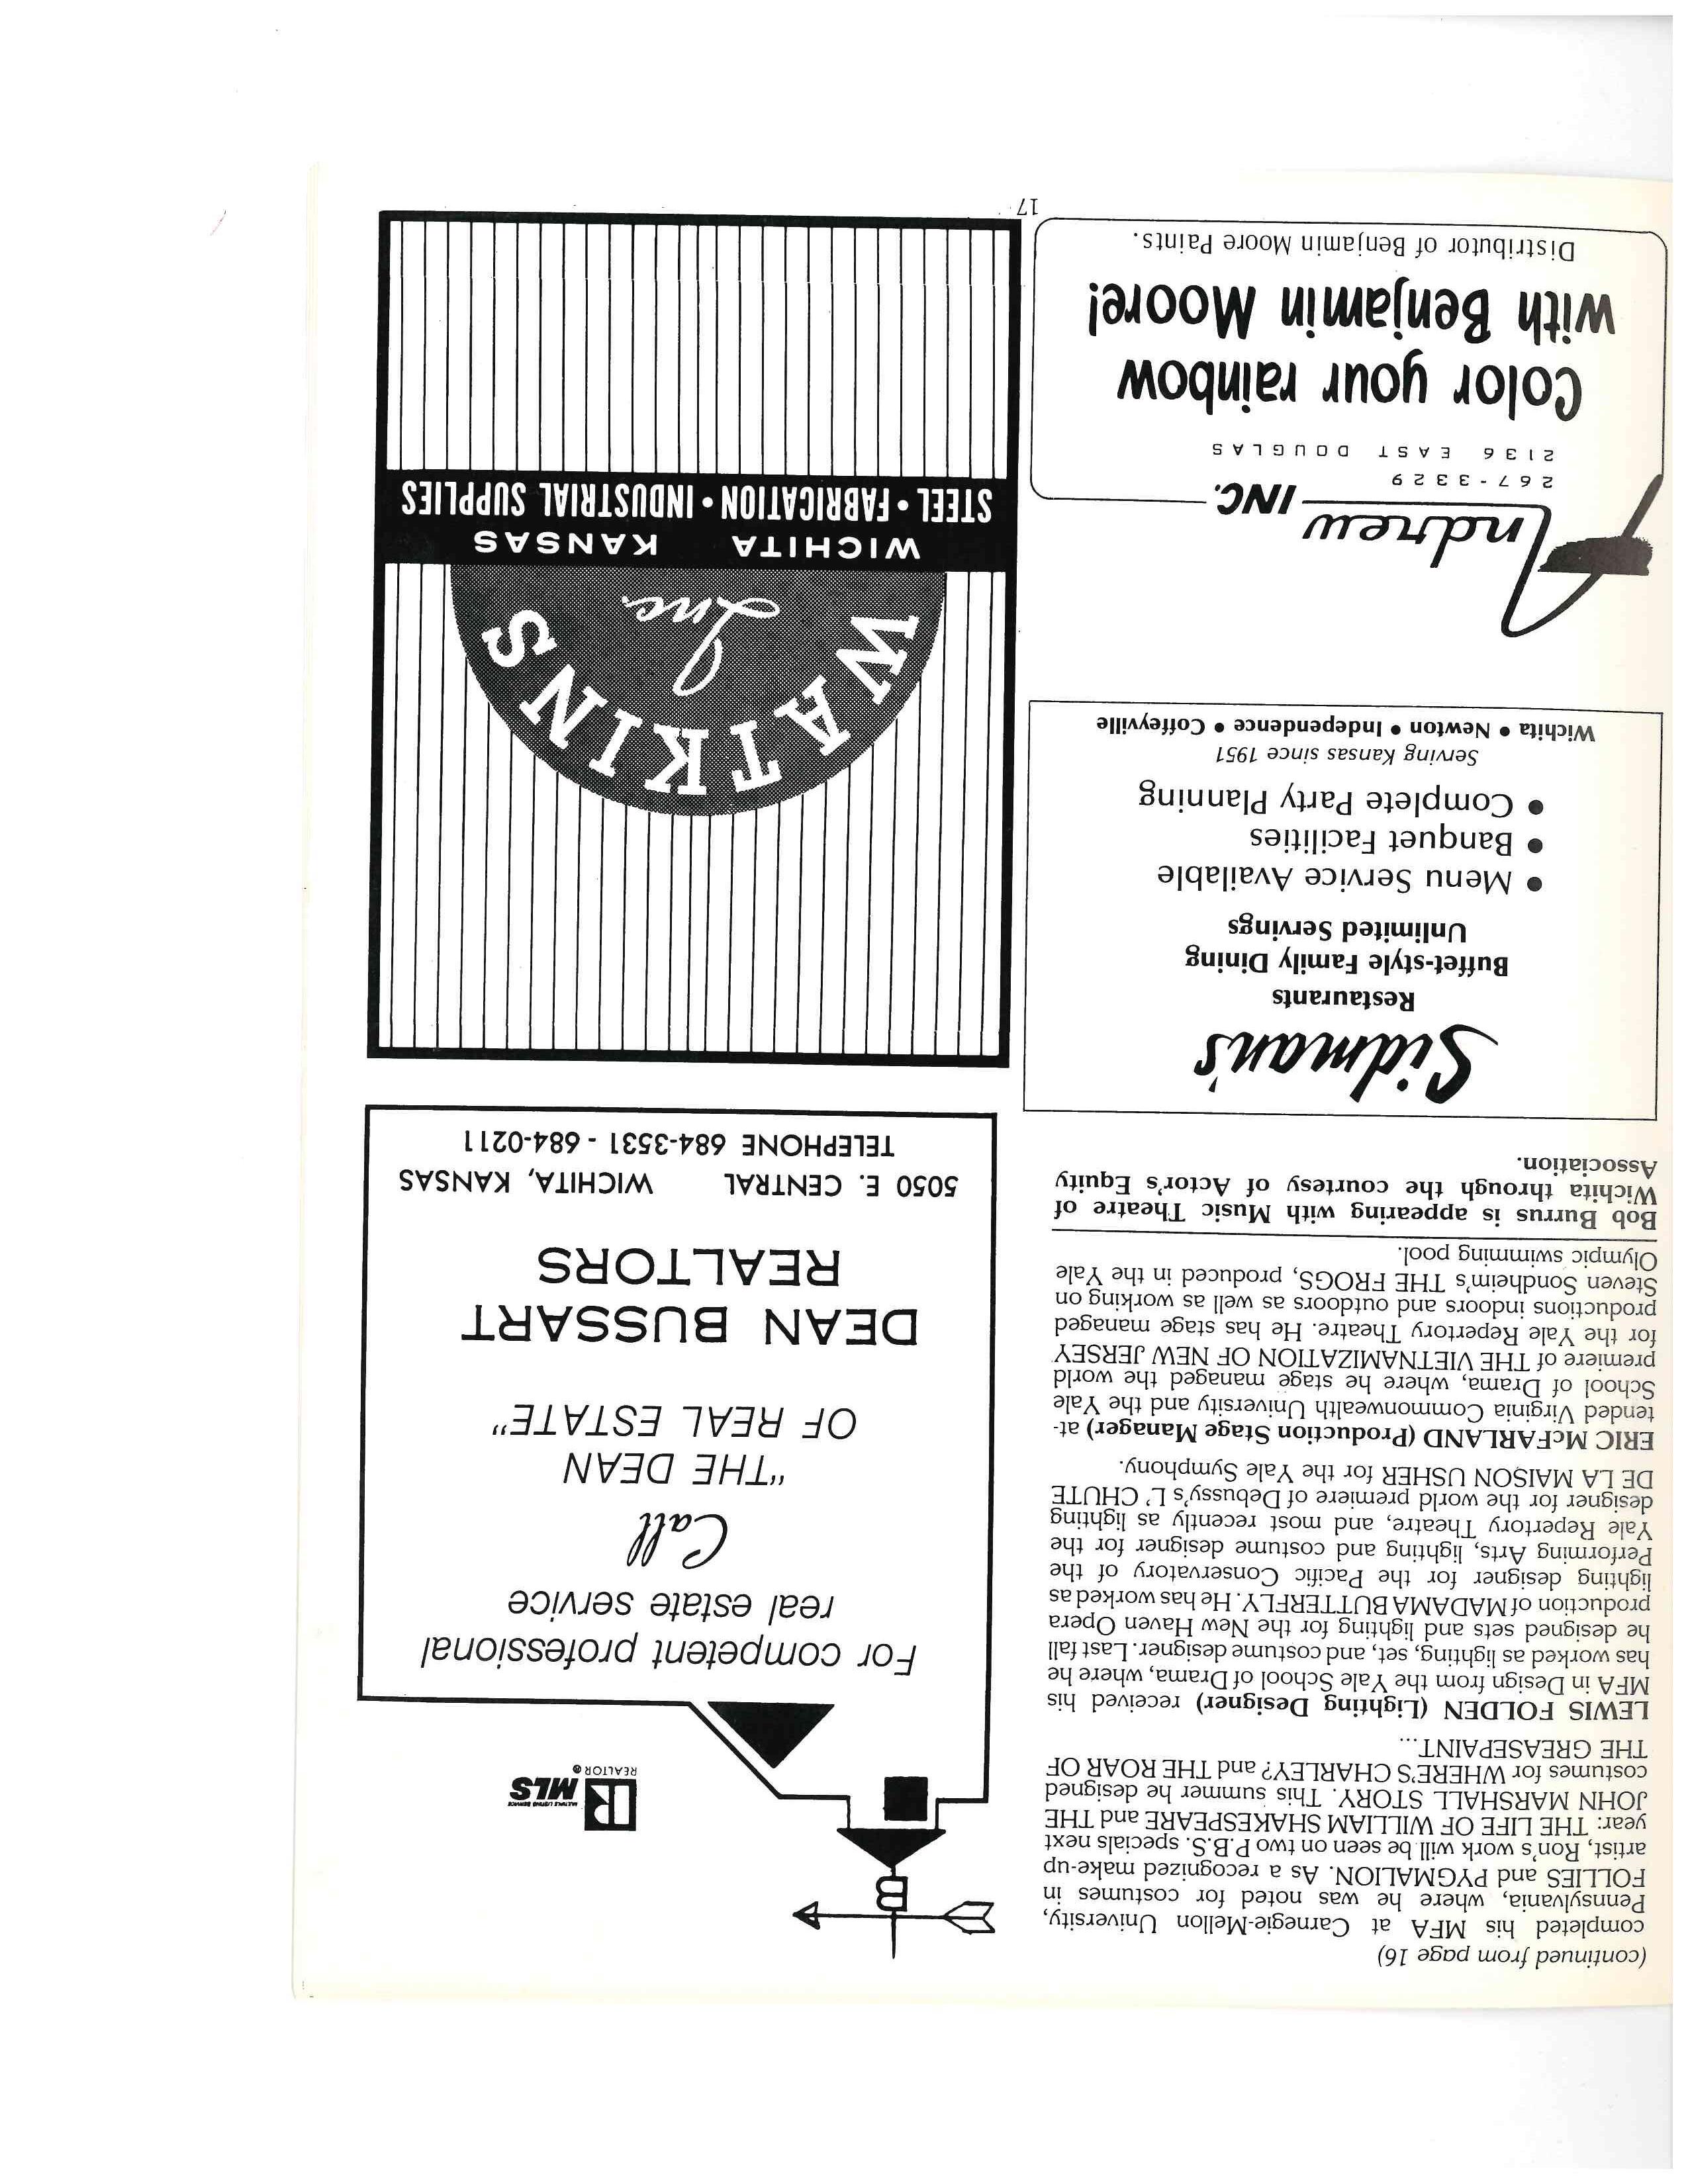 (continued from page 16)
completed his MFA at Carnegie-Mellon University,
Pennsylvania, where he was noted for costumes in
FOLLIES and PYGMALION. As a recognized make-up
artist, Ron's work will be seen on two P.B.S. specials next
year: THE LIFE OF WILLIAM SHAKESPEARE and THE
JOHN MARSHALL STORY. This summer he designed
costumes for WHERE'S CHARLEY? and THE ROAR OF
THE GREASEPAINT...
LEWIS FOLDEN (Lighting Designer) received his
MFA in Design from the Yale School of Drama, where he
has worked as lighting, set, and costume designer. Last fall
he designed sets and lighting for the New Haven Opera
production of MADAMA BUTTERFLY. He has worked as
lighting designer for the Pacific Conservatory of the
Performing Arts, lighting and costume designer for the
Yale Repertory Theatre, and most recently as lighting
designer for the world premiere of Debussy's L' CHUTE
DE LA MAISON USHER for the Yale Symphony.
ERIC McFARLAND (Production Stage Manager) at-
tended Virginia Commonwealth University and the Yale
School of Drama, where he stage managed the world
premiere of THE VIETNAMIZATION OF NEW JERSEY
for the Yale Repertory Theatre. He has stage managed
productions indoors and outdoors as well as working on
Steven Sondheim's THE FROGS, produced in the Yale
Olympic swimming pool.
Bob Burrus is appearing with Music Theatre of
Wichita through the courtesy of Actor's Equity
Association.
Sidman's
Restaurants
Buffet-style Family Dining
Unlimited Servings
• Menu Service Available
• Banquet Facilities
• Complete Party Planning
Serving Kansas since 1951
Wichita • Newton • Independence • Coffeyville
Andrew INC.
267-3329
2136 EAST DOUGLAS
Color your rainbow
with Benjamin Moore!
Distributor of Benjamin Moore Paints.
B
R
REALTOR®
MULTIPLE LISTING SERVICE
MLS
For competent professional
real estate service
Call
"THE DEAN
OF REAL ESTATE"
DEAN BUSSART
REALTORS
5050 E. CENTRAL WICHITA, KANSAS
TELEPHONE 684-3531 - 684-0211
WATKINS
Inc.
WICHITA KANSAS
STEEL • FABRICATION • INDUSTRIAL SUPPLIES
17